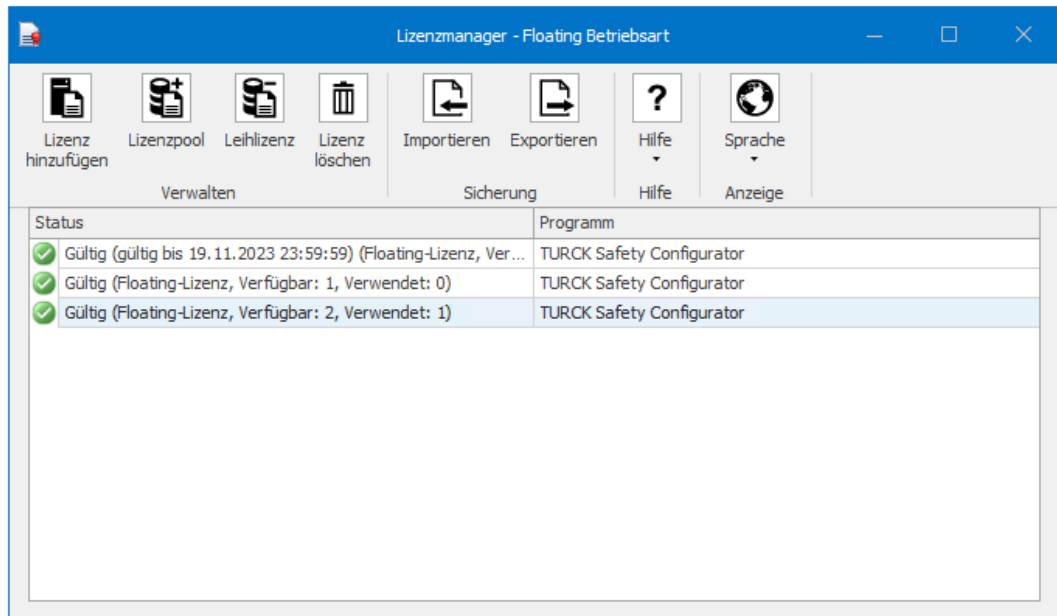 Lizenzmanager - Floating Betriebsart
Lizenz hinzufügen
Lizenzpool
Leihlizenz
Lizenz löschen
Importieren
Exportieren
Hilfe
Sprache
Verwalten
Sicherung
Hilfe
Anzeige
Status Programm
Gültig (gültig bis 19.11.2023 23:59:59) (Floating-Lizenz, Ver... TURCK Safety Configurator
Gültig (Floating-Lizenz, Verfügbar: 1, Verwendet: 0) TURCK Safety Configurator
Gültig (Floating-Lizenz, Verfügbar: 2, Verwendet: 1) TURCK Safety Configurator